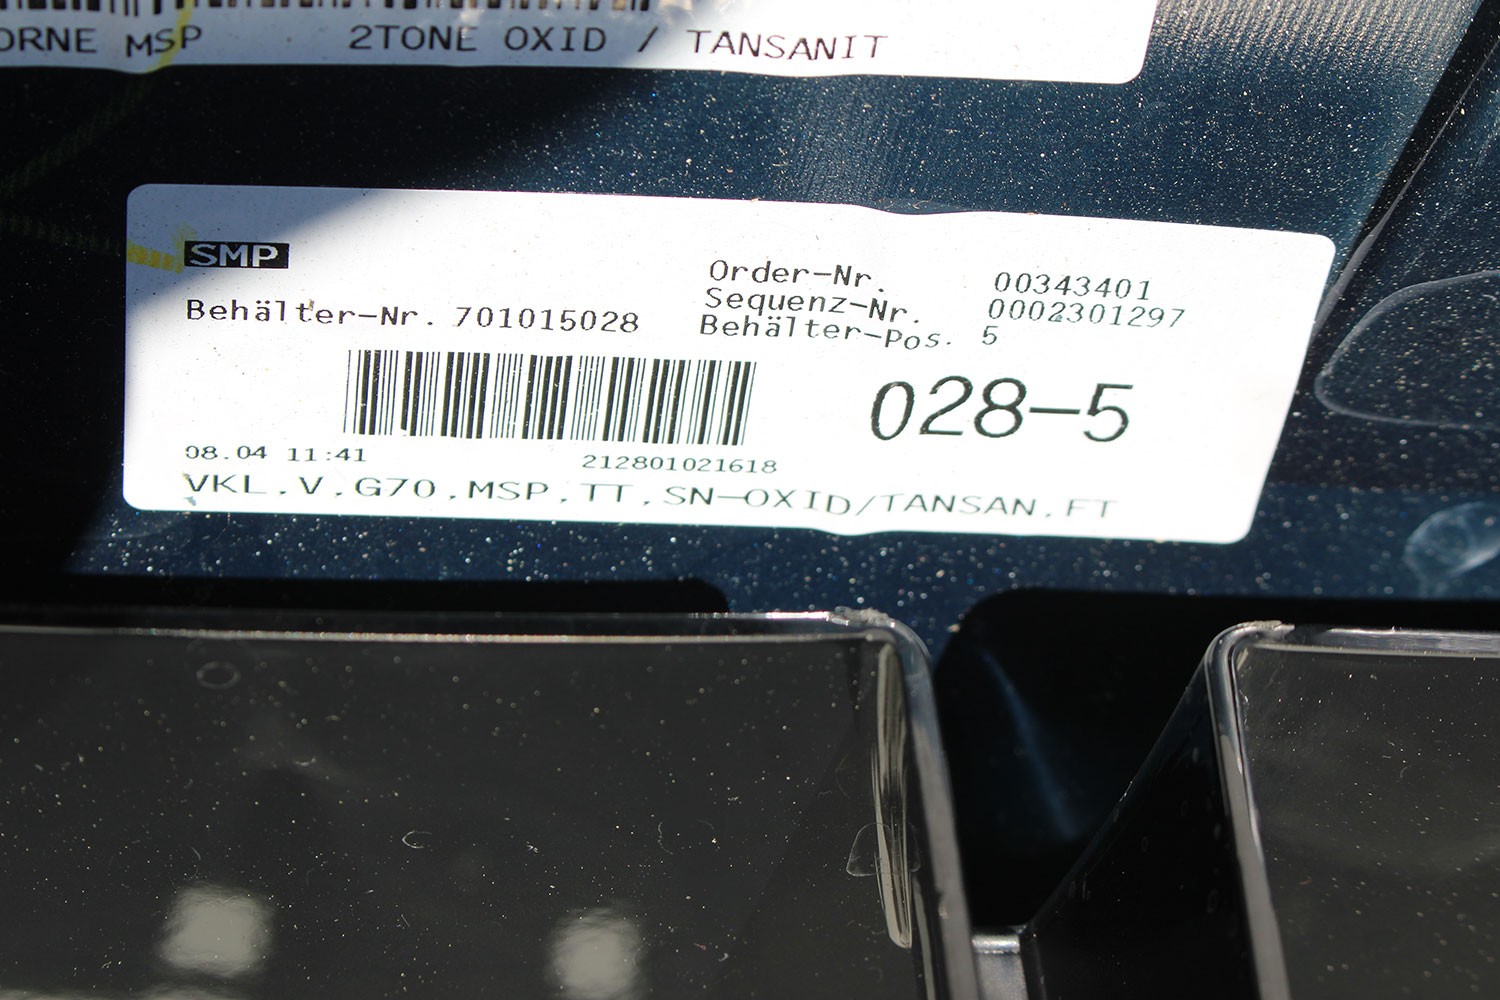 ORNE MSP 2TONE OXID / TANSANIT
SMP
Behälter-Nr. 701015028
Order-Nr. 00343401
Sequenz-Nr. 0002301297
Behälter-Pos. 5
028-5
08.04 11:41 212801021618
VKL,V,G70,MSP,TT,SN-OXID/TANSAN,FT